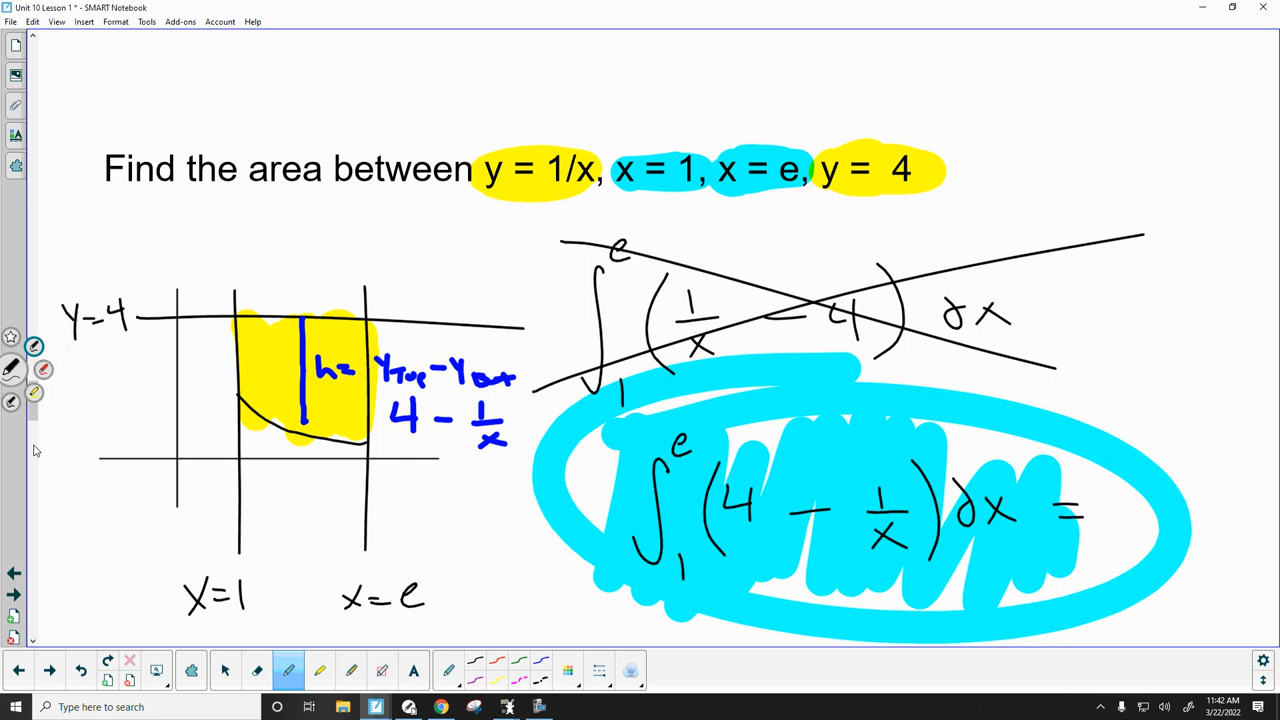 Unit 10 Lesson 1 * - SMART Notebook
File Edit View Insert Format Tools Add-ons Account Help
Find the area between y = 1/x, x = 1, x = e, y = 4
∫₁ᵉ (1/x − 4) dx
y=4
h= yTop − yBot
4 − 1/x
∫₁ᵉ (4 − 1/x) dx =
x=1 x=e
A
Type here to search
11:42 AM
3/22/2022